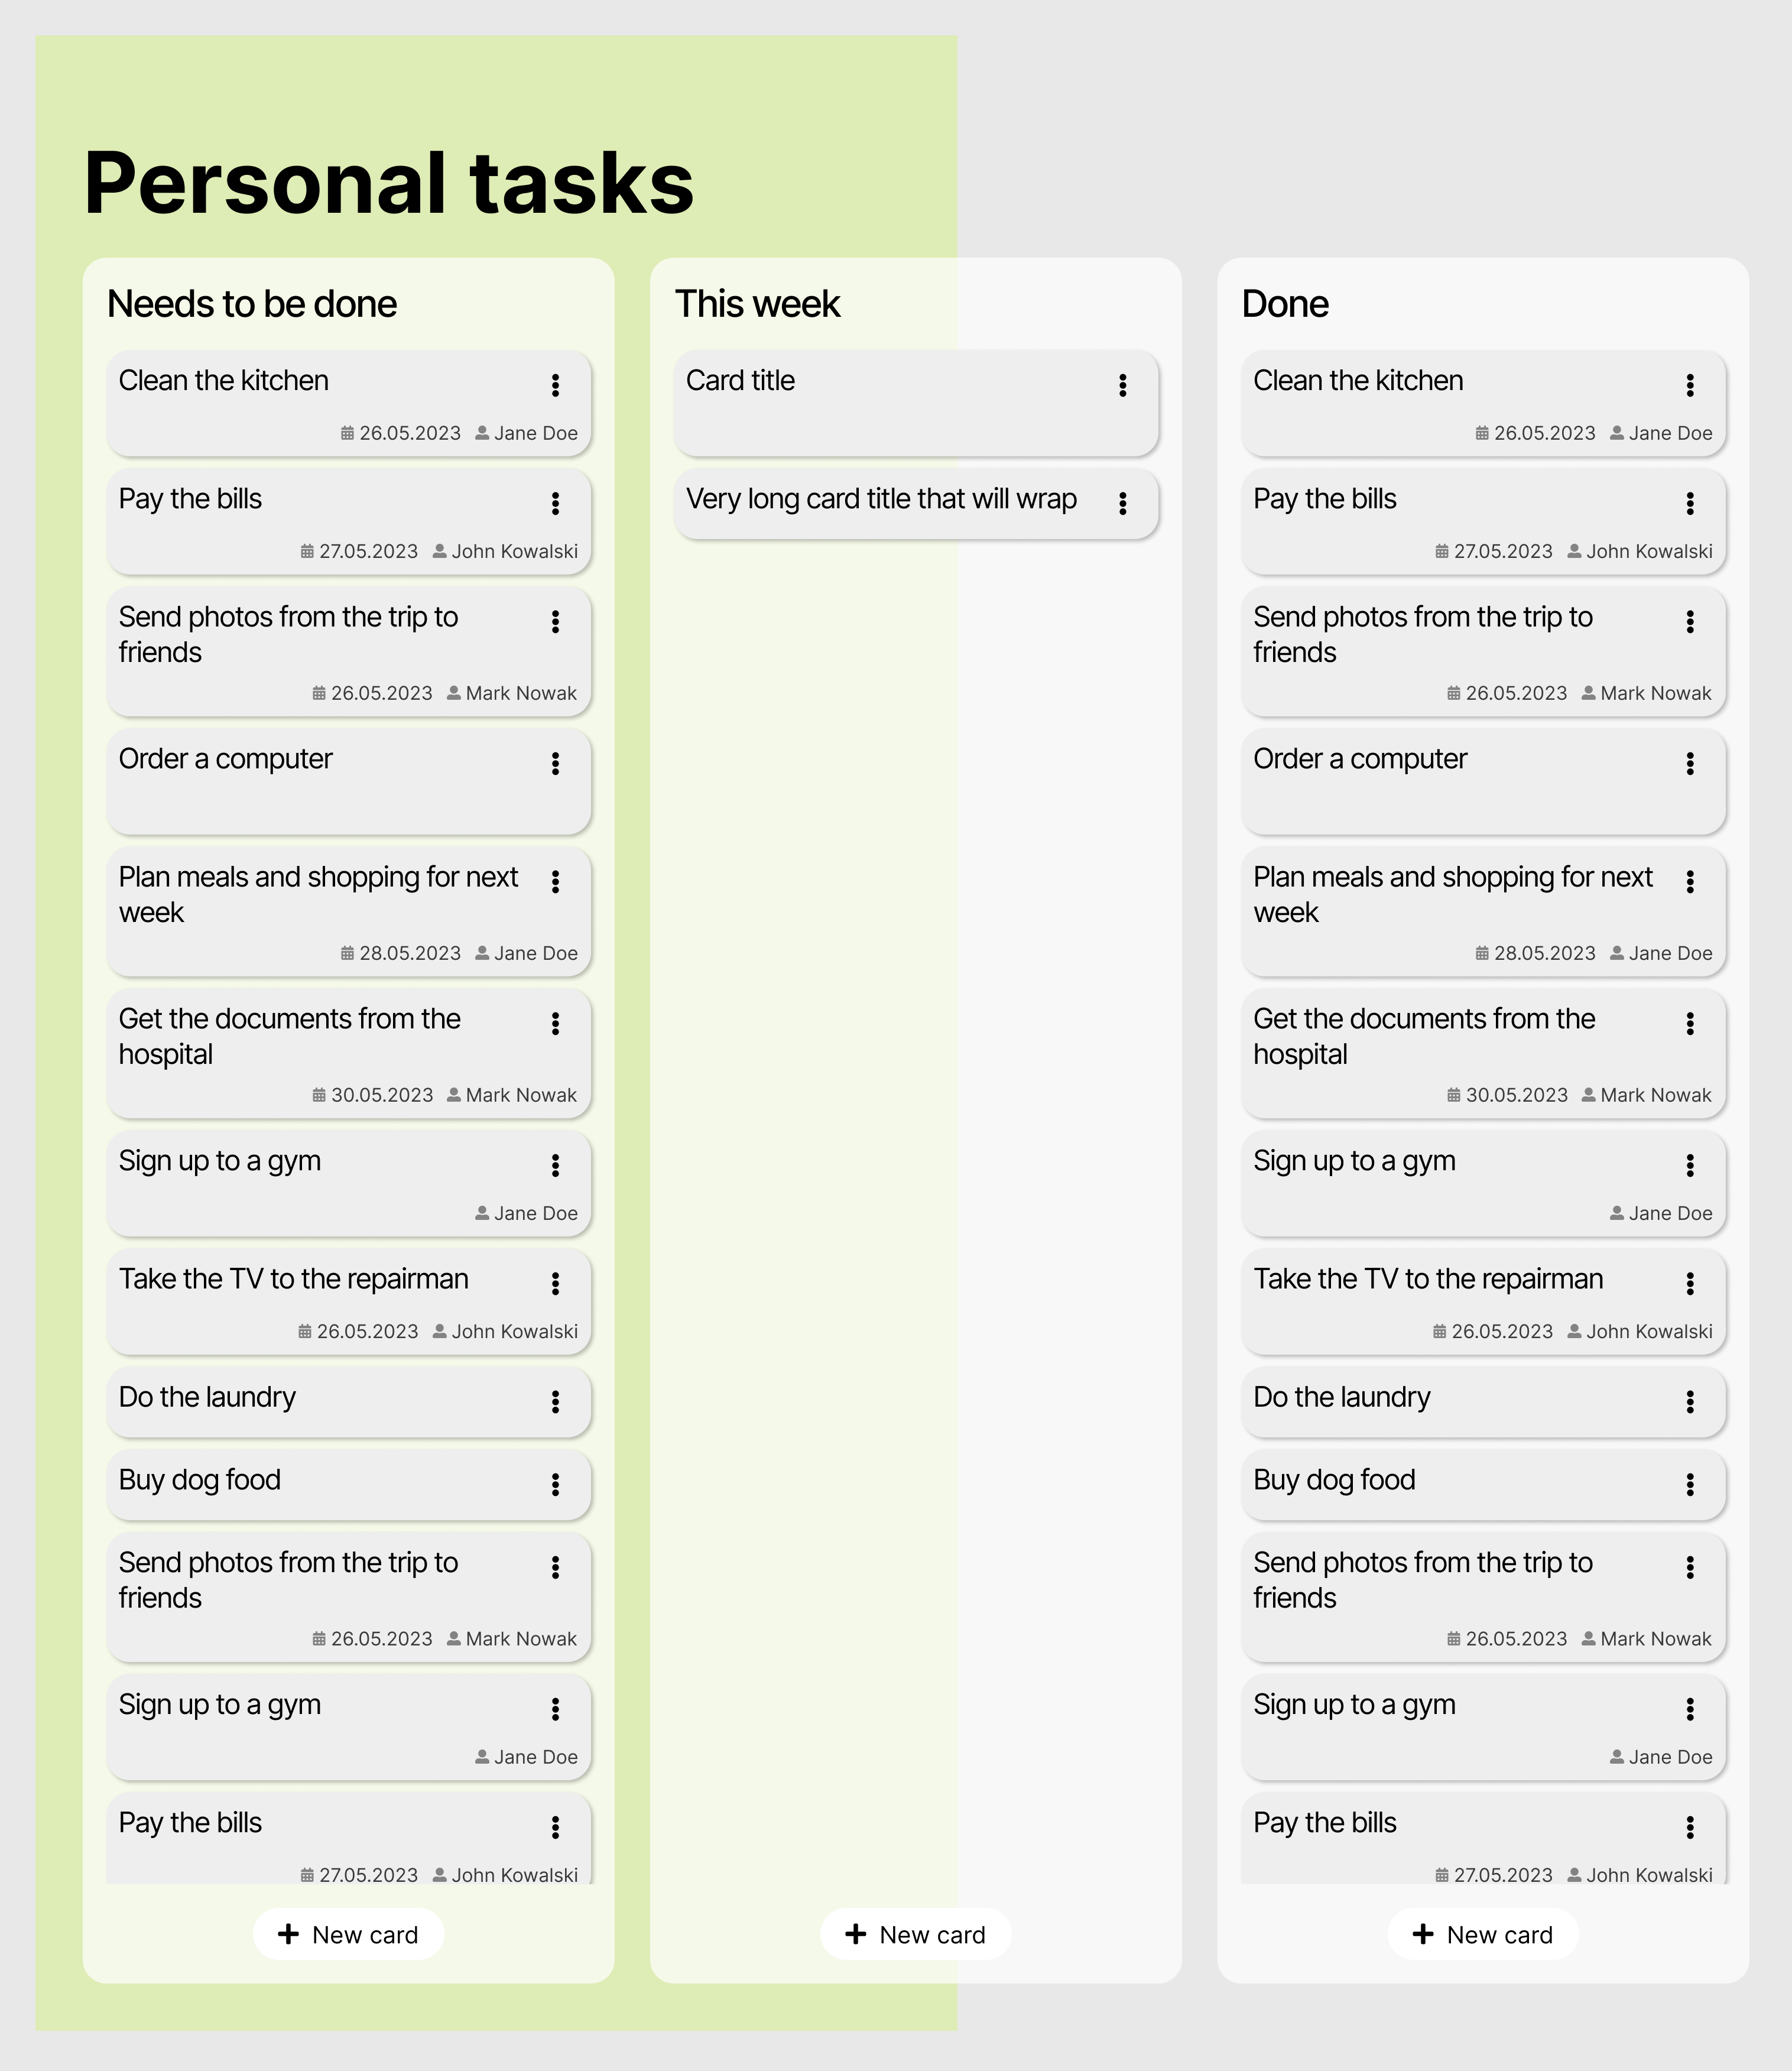 Personal tasks
Needs to be done
Clean the kitchen
26.05.2023 Jane Doe
Pay the bills
27.05.2023 John Kowalski
Send photos from the trip to
friends
26.05.2023 Mark Nowak
Order a computer
Plan meals and shopping for next
week
28.05.2023 Jane Doe
Get the documents from the
hospital
30.05.2023 Mark Nowak
Sign up to a gym
Jane Doe
Take the TV to the repairman
26.05.2023 John Kowalski
Do the laundry
Buy dog food
Send photos from the trip to
friends
26.05.2023 Mark Nowak
Sign up to a gym
Jane Doe
Pay the bills
27.05.2023 John Kowalski
New card
This week
Card title
Very long card title that will wrap
New card
Done
Clean the kitchen
26.05.2023 Jane Doe
Pay the bills
27.05.2023 John Kowalski
Send photos from the trip to
friends
26.05.2023 Mark Nowak
Order a computer
Plan meals and shopping for next
week
28.05.2023 Jane Doe
Get the documents from the
hospital
30.05.2023 Mark Nowak
Sign up to a gym
Jane Doe
Take the TV to the repairman
26.05.2023 John Kowalski
Do the laundry
Buy dog food
Send photos from the trip to
friends
26.05.2023 Mark Nowak
Sign up to a gym
Jane Doe
Pay the bills
27.05.2023 John Kowalski
New card